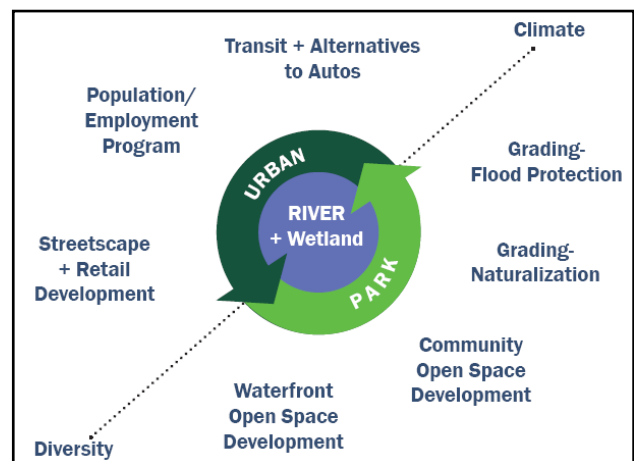 Climate
Transit + Alternatives
to Autos
Population/
Employment
Program
URBAN
Grading-
Flood Protection
RIVER
+ Wetland
Streetscape
+ Retail
Development
Grading-
Naturalization
PARK
Community
Open Space
Development
Waterfront
Open Space
Development
Diversity